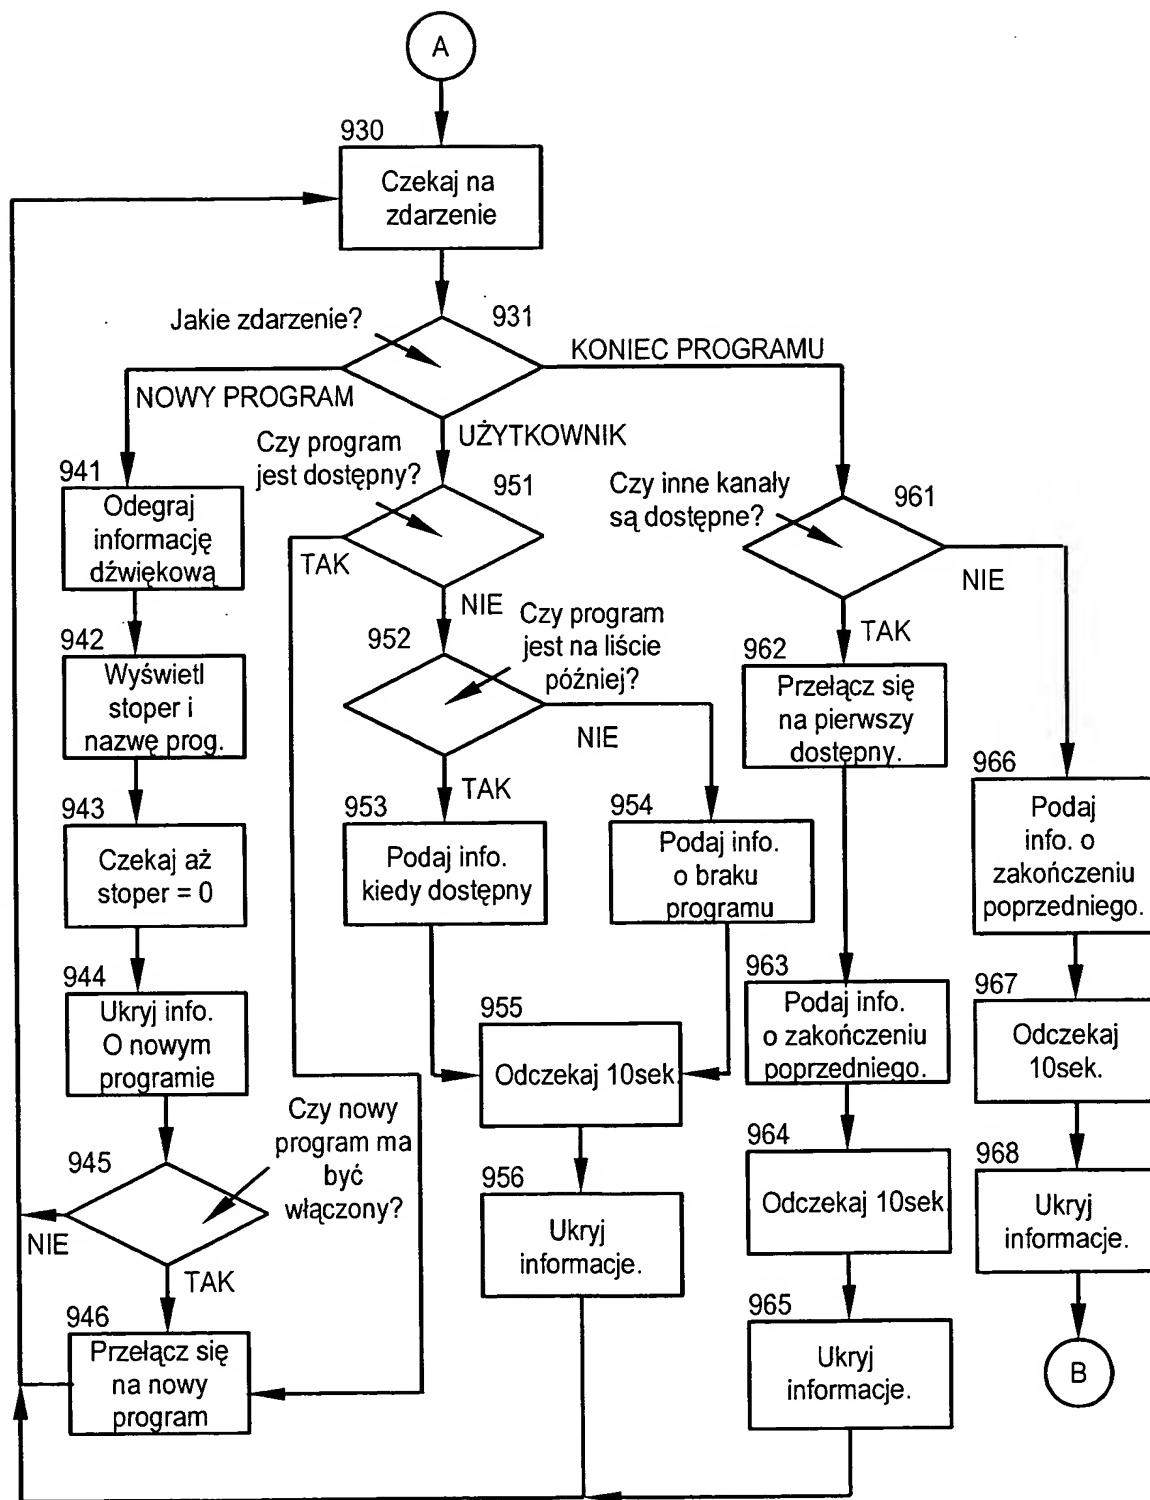 A
930
Czekaj na
zdarzenie
Jakie zdarzenie?
931
KONIEC PROGRAMU
NOWY PROGRAM
UŻYTKOWNIK
Czy program
jest dostępny?
951
941
Odegraj
informację
dźwiękową
TAK
NIE
Czy inne kanały
są dostępne?
961
NIE
TAK
942
Wyświetl
stoper i
nazwę prog.
952
Czy program
jest na liście
później?
NIE
TAK
962
Przełącz się
na pierwszy
dostępny.
966
Podaj
info. o
zakończeniu
poprzedniego.
943
Czekaj aż
stoper = 0
953
Podaj info.
kiedy dostępny
954
Podaj info.
o braku
programu
944
Ukryj info.
O nowym
programie
955
Odczekaj 10sek.
963
Podaj info.
o zakończeniu
poprzedniego.
967
Odczekaj
10sek.
945
Czy nowy
program ma
być
włączony?
NIE
TAK
956
Ukryj
informacje.
964
Odczekaj 10sek
968
Ukryj
informacje.
946
Przełącz się
na nowy
program
965
Ukryj
informacje.
B